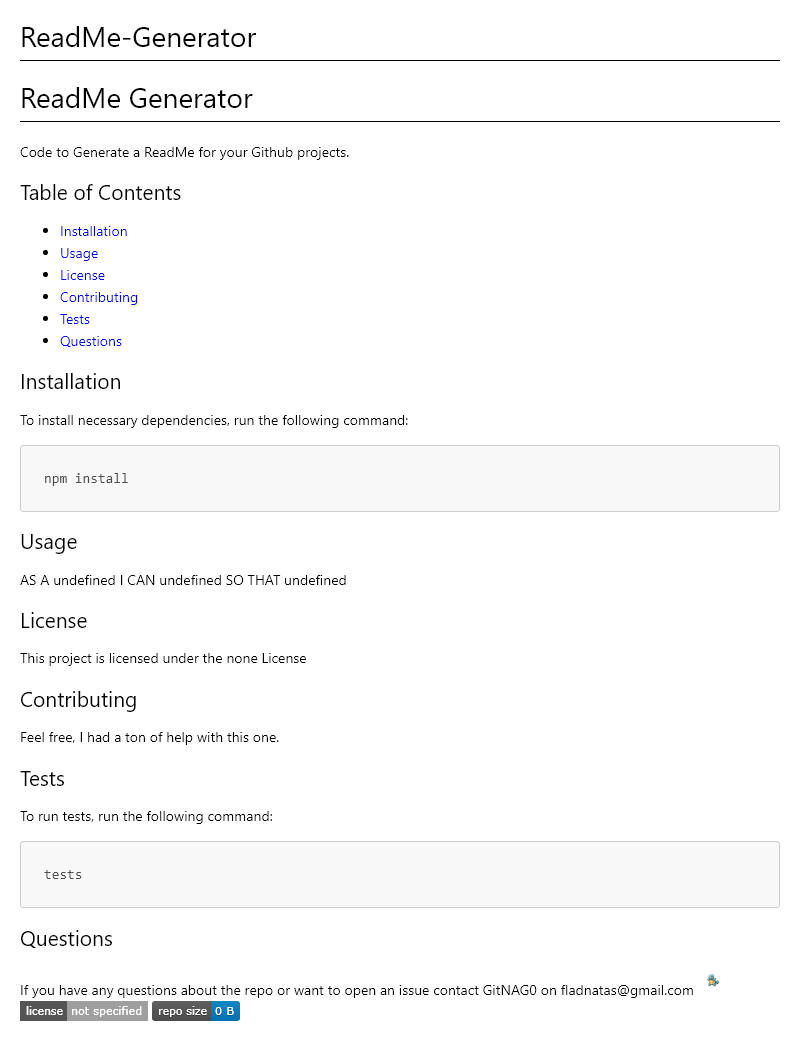 ReadMe-Generator
ReadMe Generator
Code to Generate a ReadMe for your Github projects.
Table of Contents
Installation
Usage
License
Contributing
Tests
Questions
Installation
To install necessary dependencies, run the following command:
npm install
Usage
AS A undefined I CAN undefined SO THAT undefined
License
This project is licensed under the none License
Contributing
Feel free, I had a ton of help with this one.
Tests
To run tests, run the following command:
tests
Questions
If you have any questions about the repo or want to open an issue contact GitNAG0 on fladnatas@gmail.com
license not specified repo size 0 B